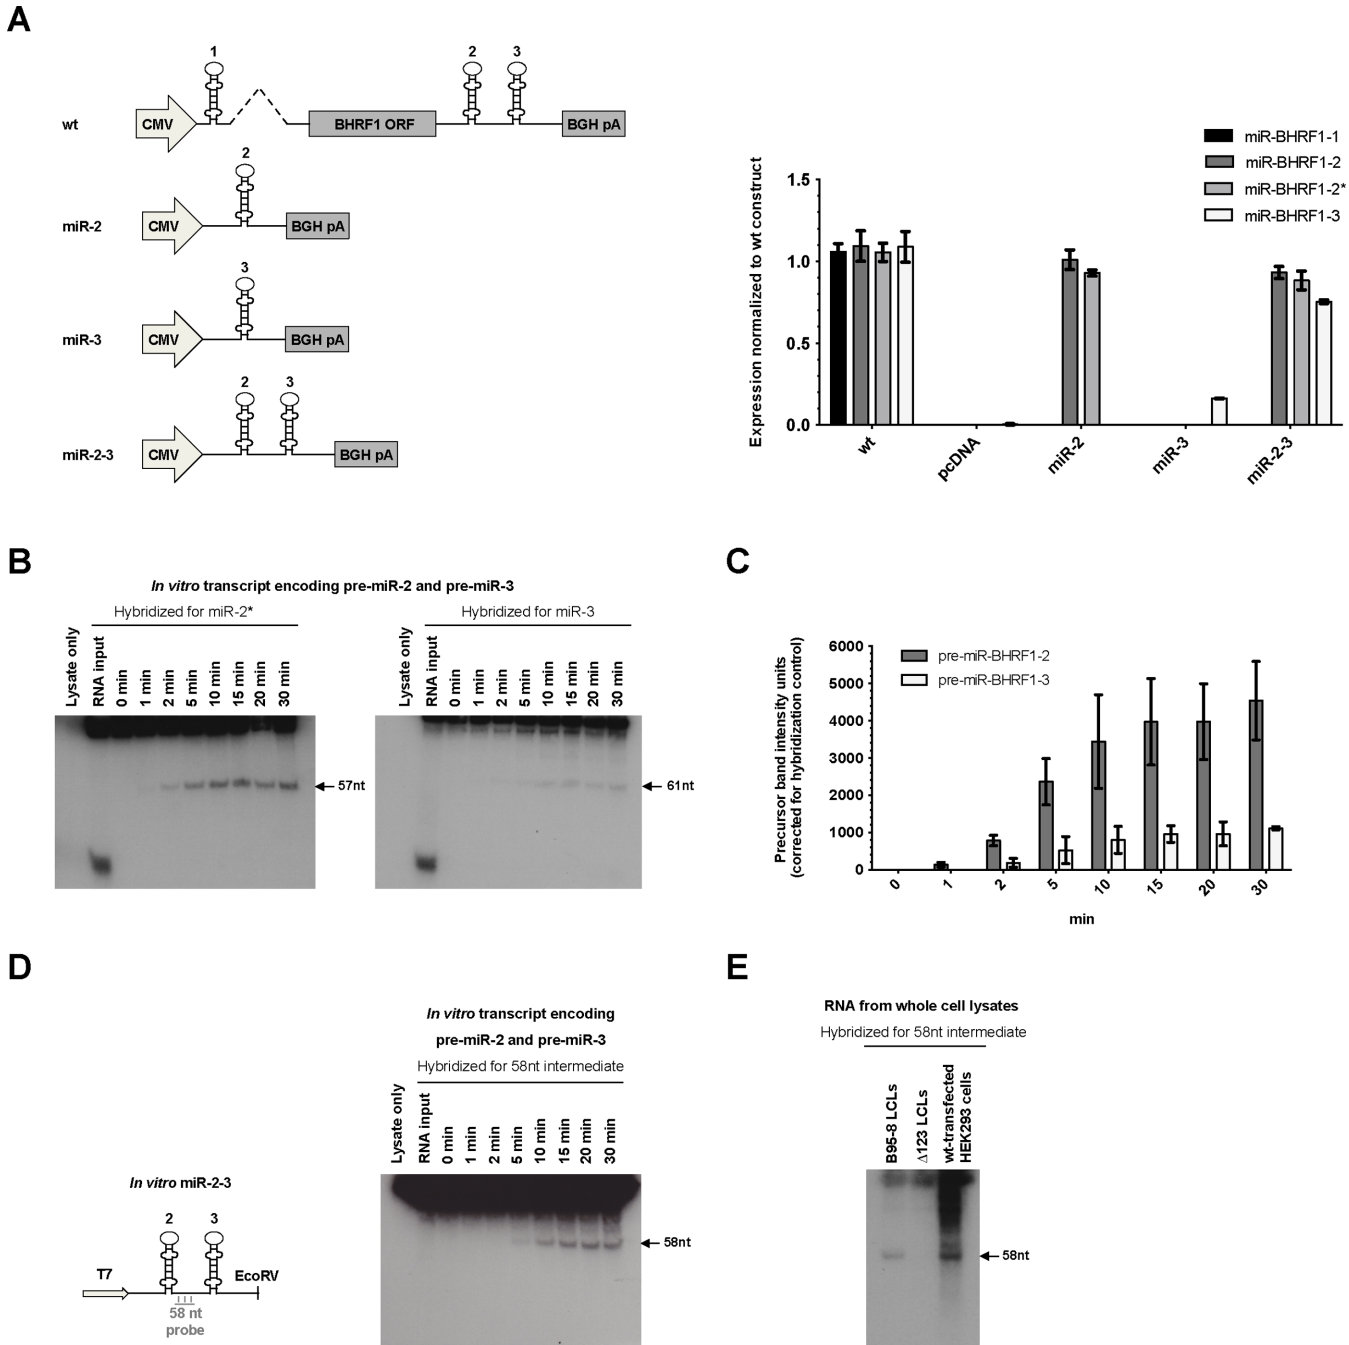 A
1
2
3
wt
CMV
BHRF1 ORF
BGH pA
2
miR-2
CMV
BGH pA
3
miR-3
CMV
BGH pA
2
3
miR-2-3
CMV
BGH pA
miR-BHRF1-1
miR-BHRF1-2
miR-BHRF1-2*
miR-BHRF1-3
Expression normalized to wt construct
1.5
1.0
0.5
0.0
wt
pcDNA
miR-2
miR-3
miR-2-3
B
In vitro transcript encoding pre-miR-2 and pre-miR-3
Hybridized for miR-2*
Lysate only
RNA input
0 min
1 min
2 min
5 min
10 min
15 min
20 min
30 min
57nt
Hybridized for miR-3
Lysate only
RNA input
0 min
1 min
2 min
5 min
10 min
15 min
20 min
30 min
61nt
C
Precursor band intensity units
(corrected for hybridization control)
6000
5000
4000
3000
2000
1000
0
pre-miR-BHRF1-2
pre-miR-BHRF1-3
0
1
2
5
10
15
20
30
min
D
In vitro miR-2-3
2
3
T7
EcoRV
58 nt
probe
In vitro transcript encoding
pre-miR-2 and pre-miR-3
Hybridized for 58nt intermediate
Lysate only
RNA input
0 min
1 min
2 min
5 min
10 min
15 min
20 min
30 min
58nt
E
RNA from whole cell lysates
Hybridized for 58nt intermediate
B95-8 LCLs
Δ123 LCLs
wt-transfected
HEK293 cells
58nt